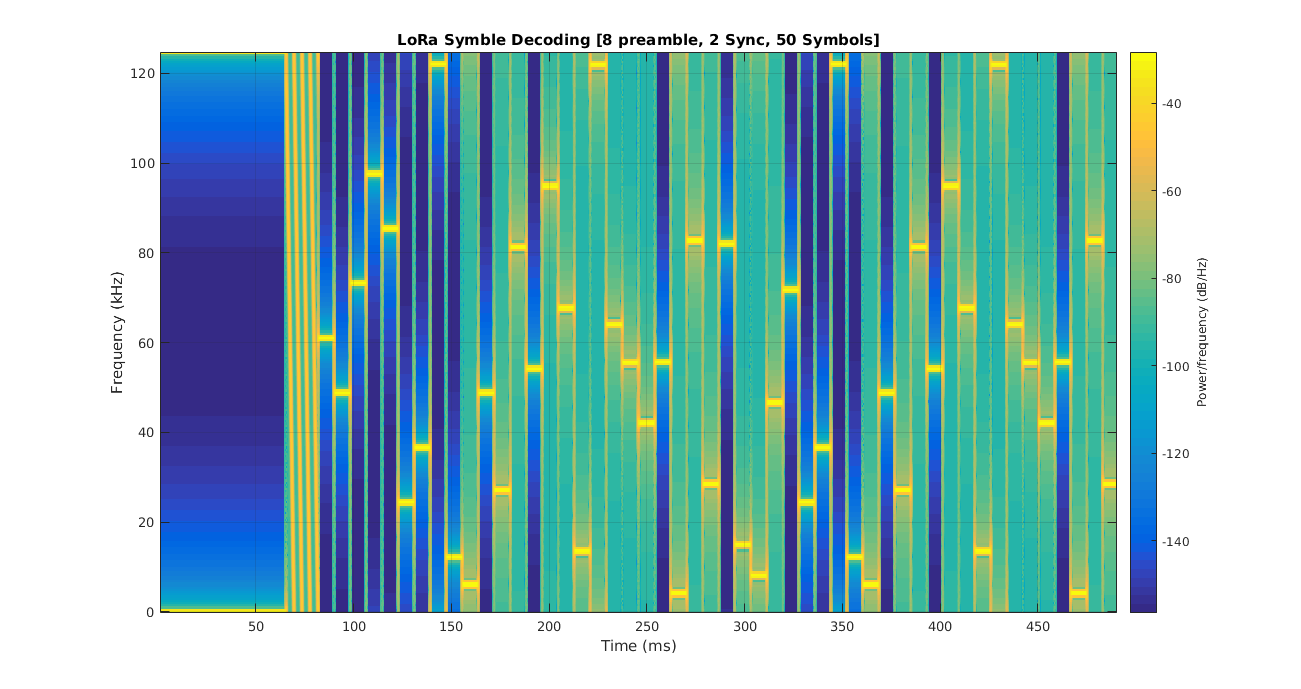 LoRa Symble Decoding [8 preamble, 2 Sync, 50 Symbols]
120
100
80
60
40
20
0
Frequency (kHz)
50 100 150 200 250 300 350 400 450
Time (ms)
-40
-60
-80
-100
-120
-140
Power/frequency (dB/Hz)